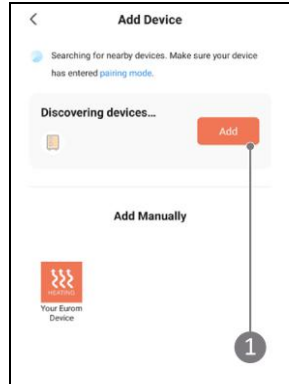 Add Device
Searching for nearby devices. Make sure your device
has entered pairing mode.
Discovering devices...
Add
Add Manually
HEATING
Your Eurom
Device
1